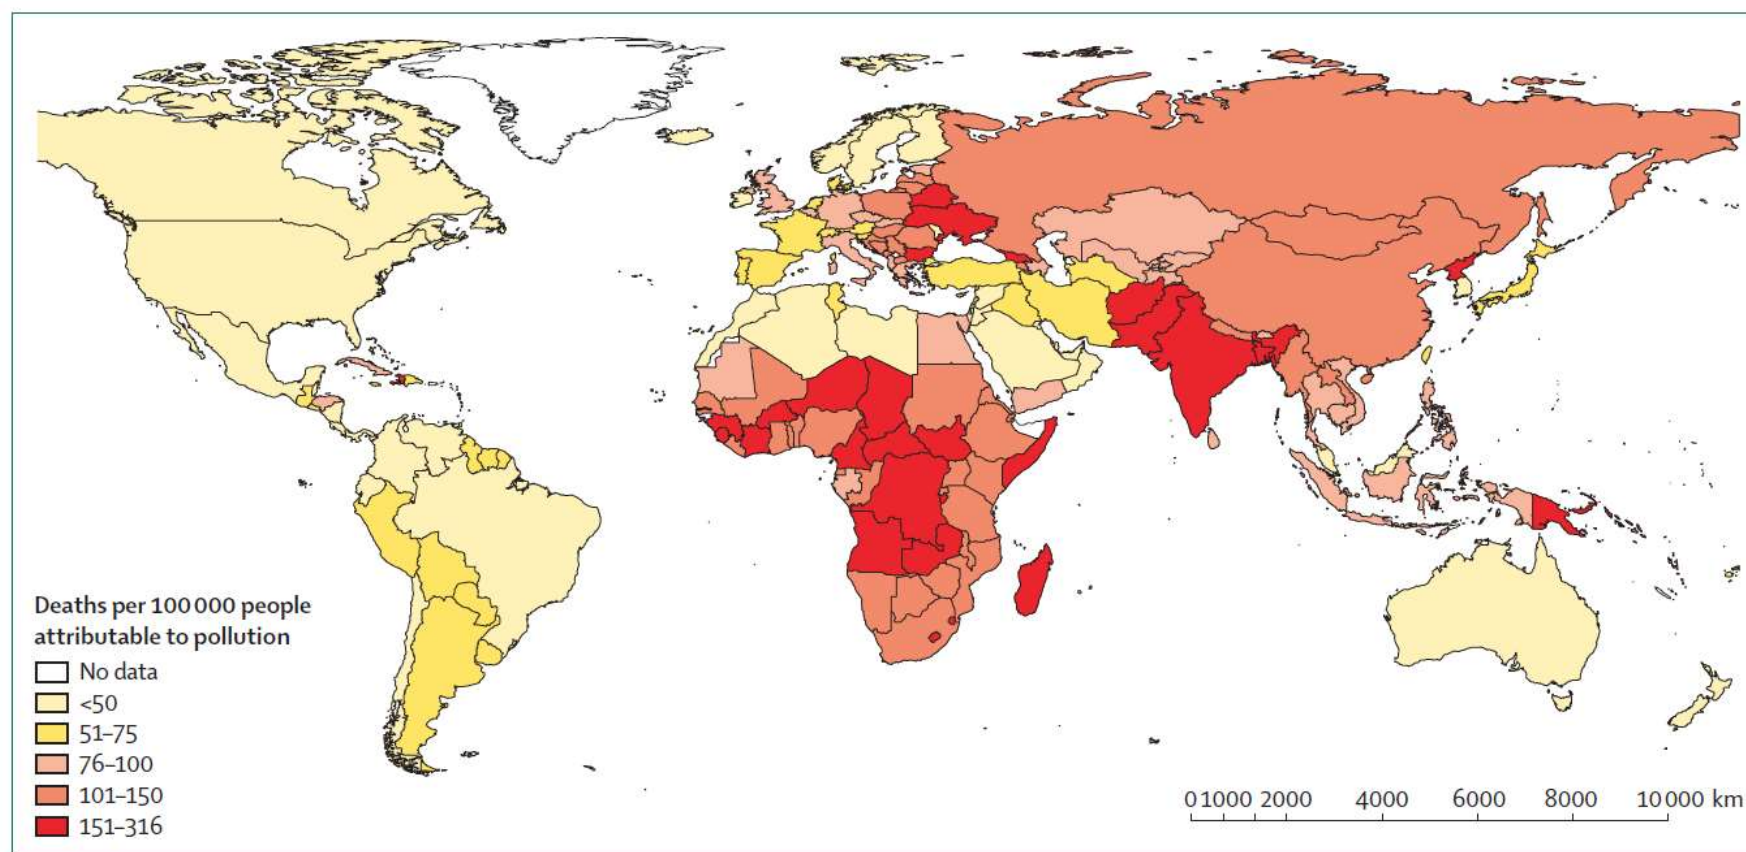 Deaths per 100 000 people
attributable to pollution
No data
<50
51–75
76–100
101–150
151–316
0 1000 2000 4000 6000 8000 10 000 km